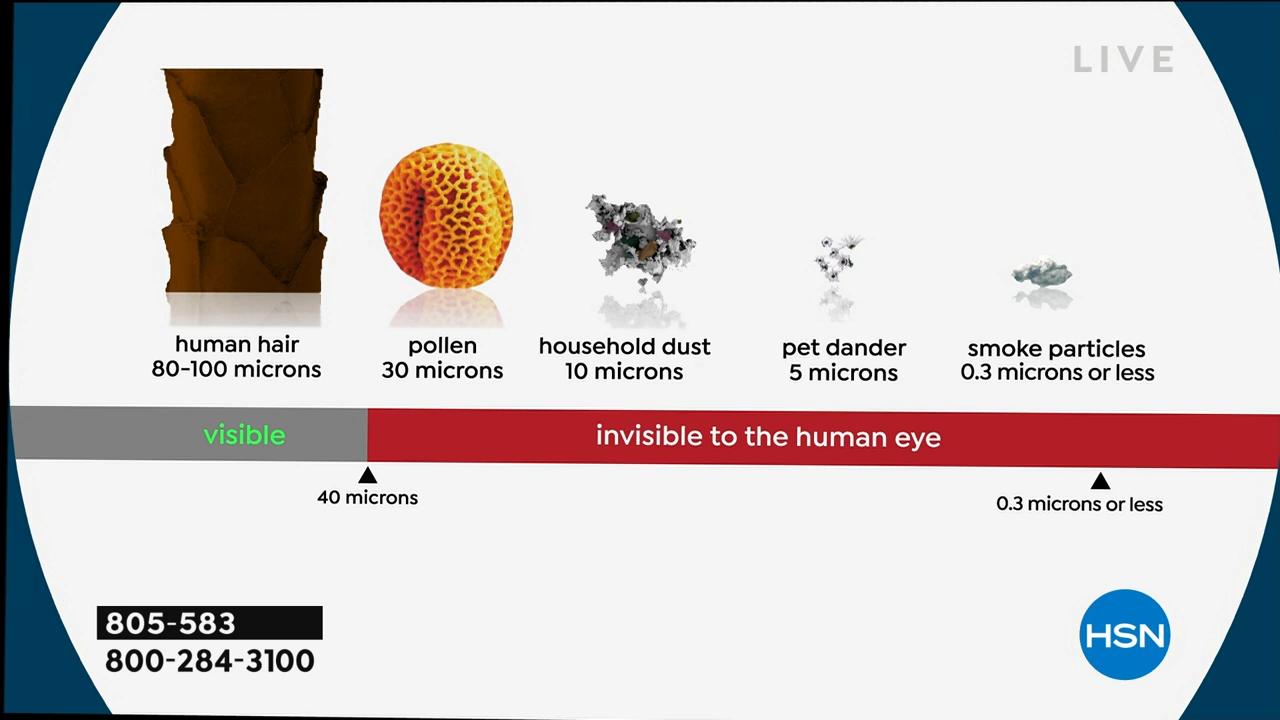 LIVE
human hair
80-100 microns
pollen
30 microns
household dust
10 microns
pet dander
5 microns
smoke particles
0.3 microns or less
visible
invisible to the human eye
40 microns
0.3 microns or less
805-583
800-284-3100
HSN